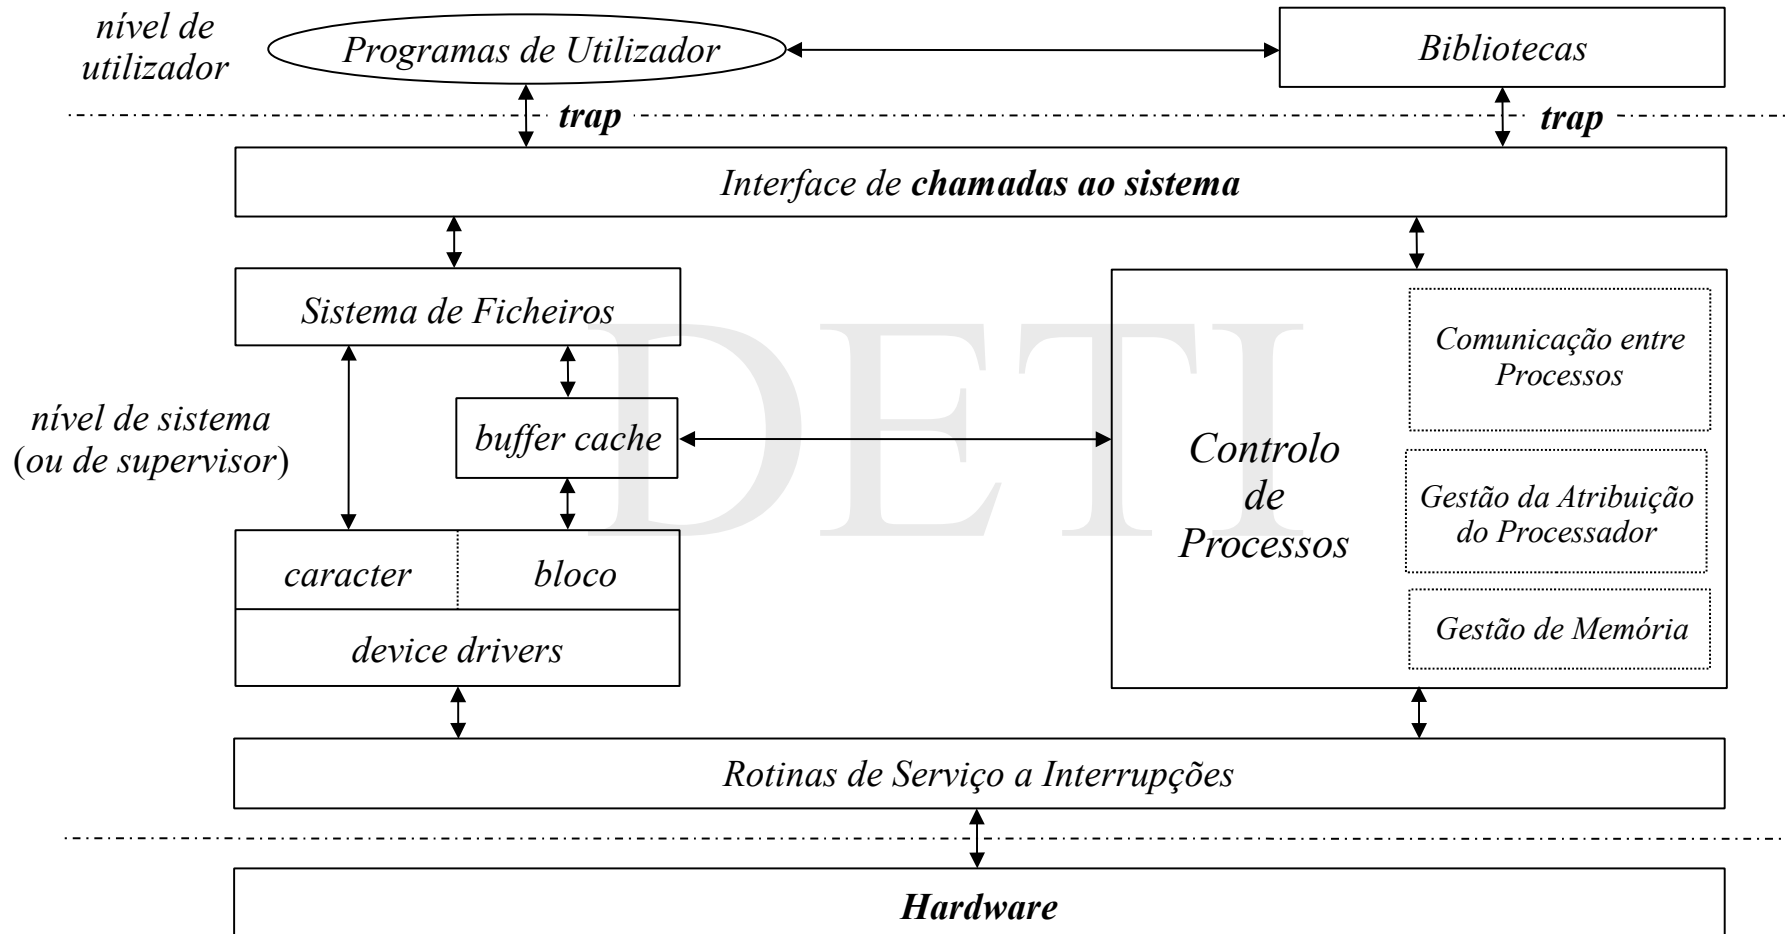 nível de
utilizador
Programas de Utilizador
Bibliotecas
trap
trap
Interface de chamadas ao sistema
Sistema de Ficheiros
nível de sistema
(ou de supervisor)
buffer cache
caracter
bloco
device drivers
Controlo
de
Processos
Comunicação entre
Processos
Gestão da Atribuição
do Processador
Gestão de Memória
DETI
Rotinas de Serviço a Interrupções
Hardware